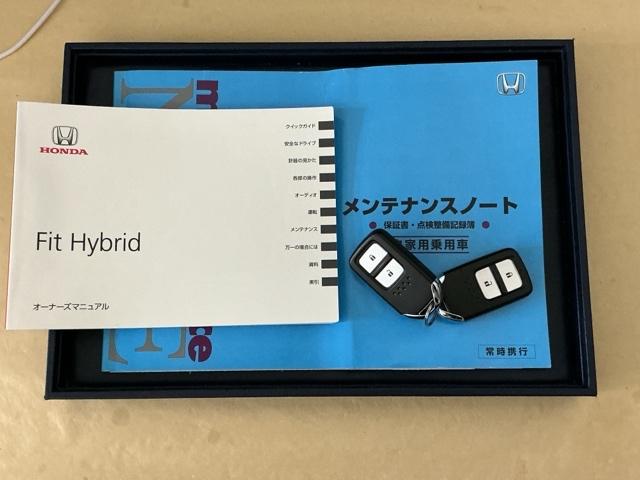 HONDA
Fit Hybrid
オーナーズマニュアル
クイックガイド
安全なドライブ
計器の見かた
各部の操作
オーディオ
運転
メンテナンス
万一の場合には
資料
索引
メンテナンスノート
● 保証書・点検整備記録簿 ●
家用乗用車
常時携行